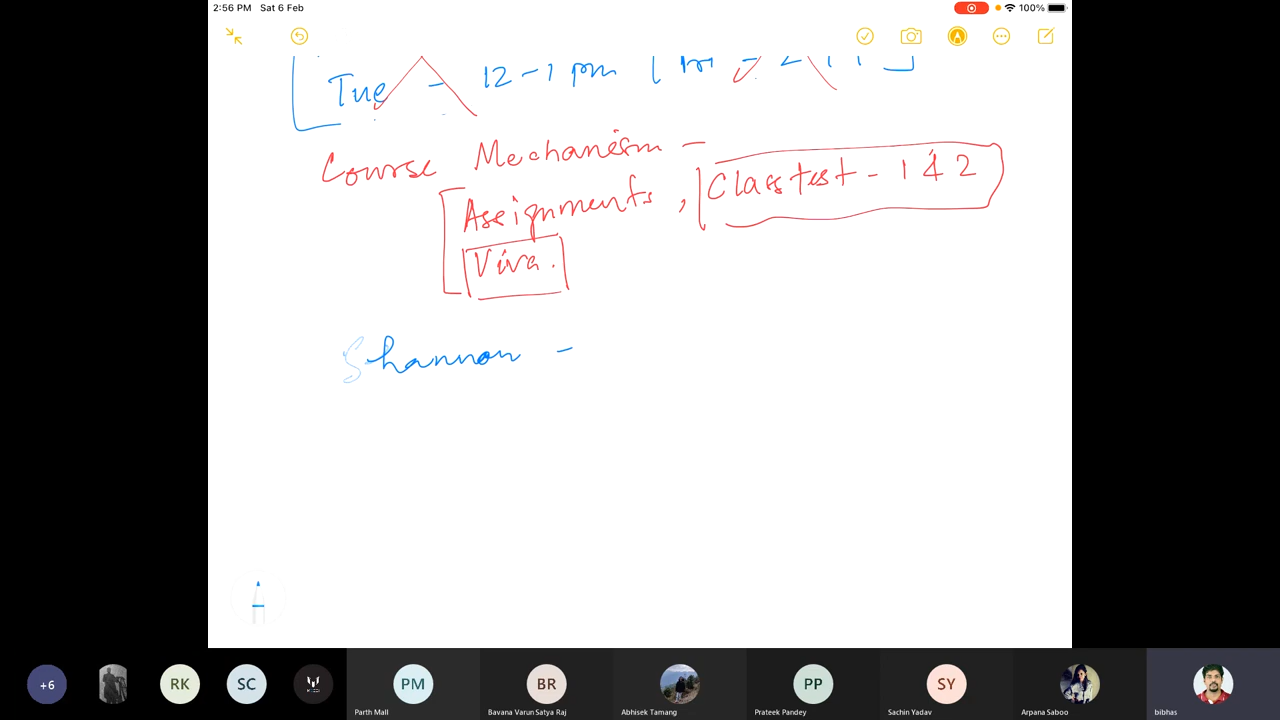 2:56 PM Sat 6 Feb 100%
Tue - 12-1 pm
Course Mechanism -
Assignments, Class test - 1 & 2
Viva.
Shannon -
+6 RK SC PM BR PP SY
Parth Mall Bavana Varun Satya Raj Abhisek Tamang Prateek Pandey Sachin Yadav Arpana Saboo bibhas